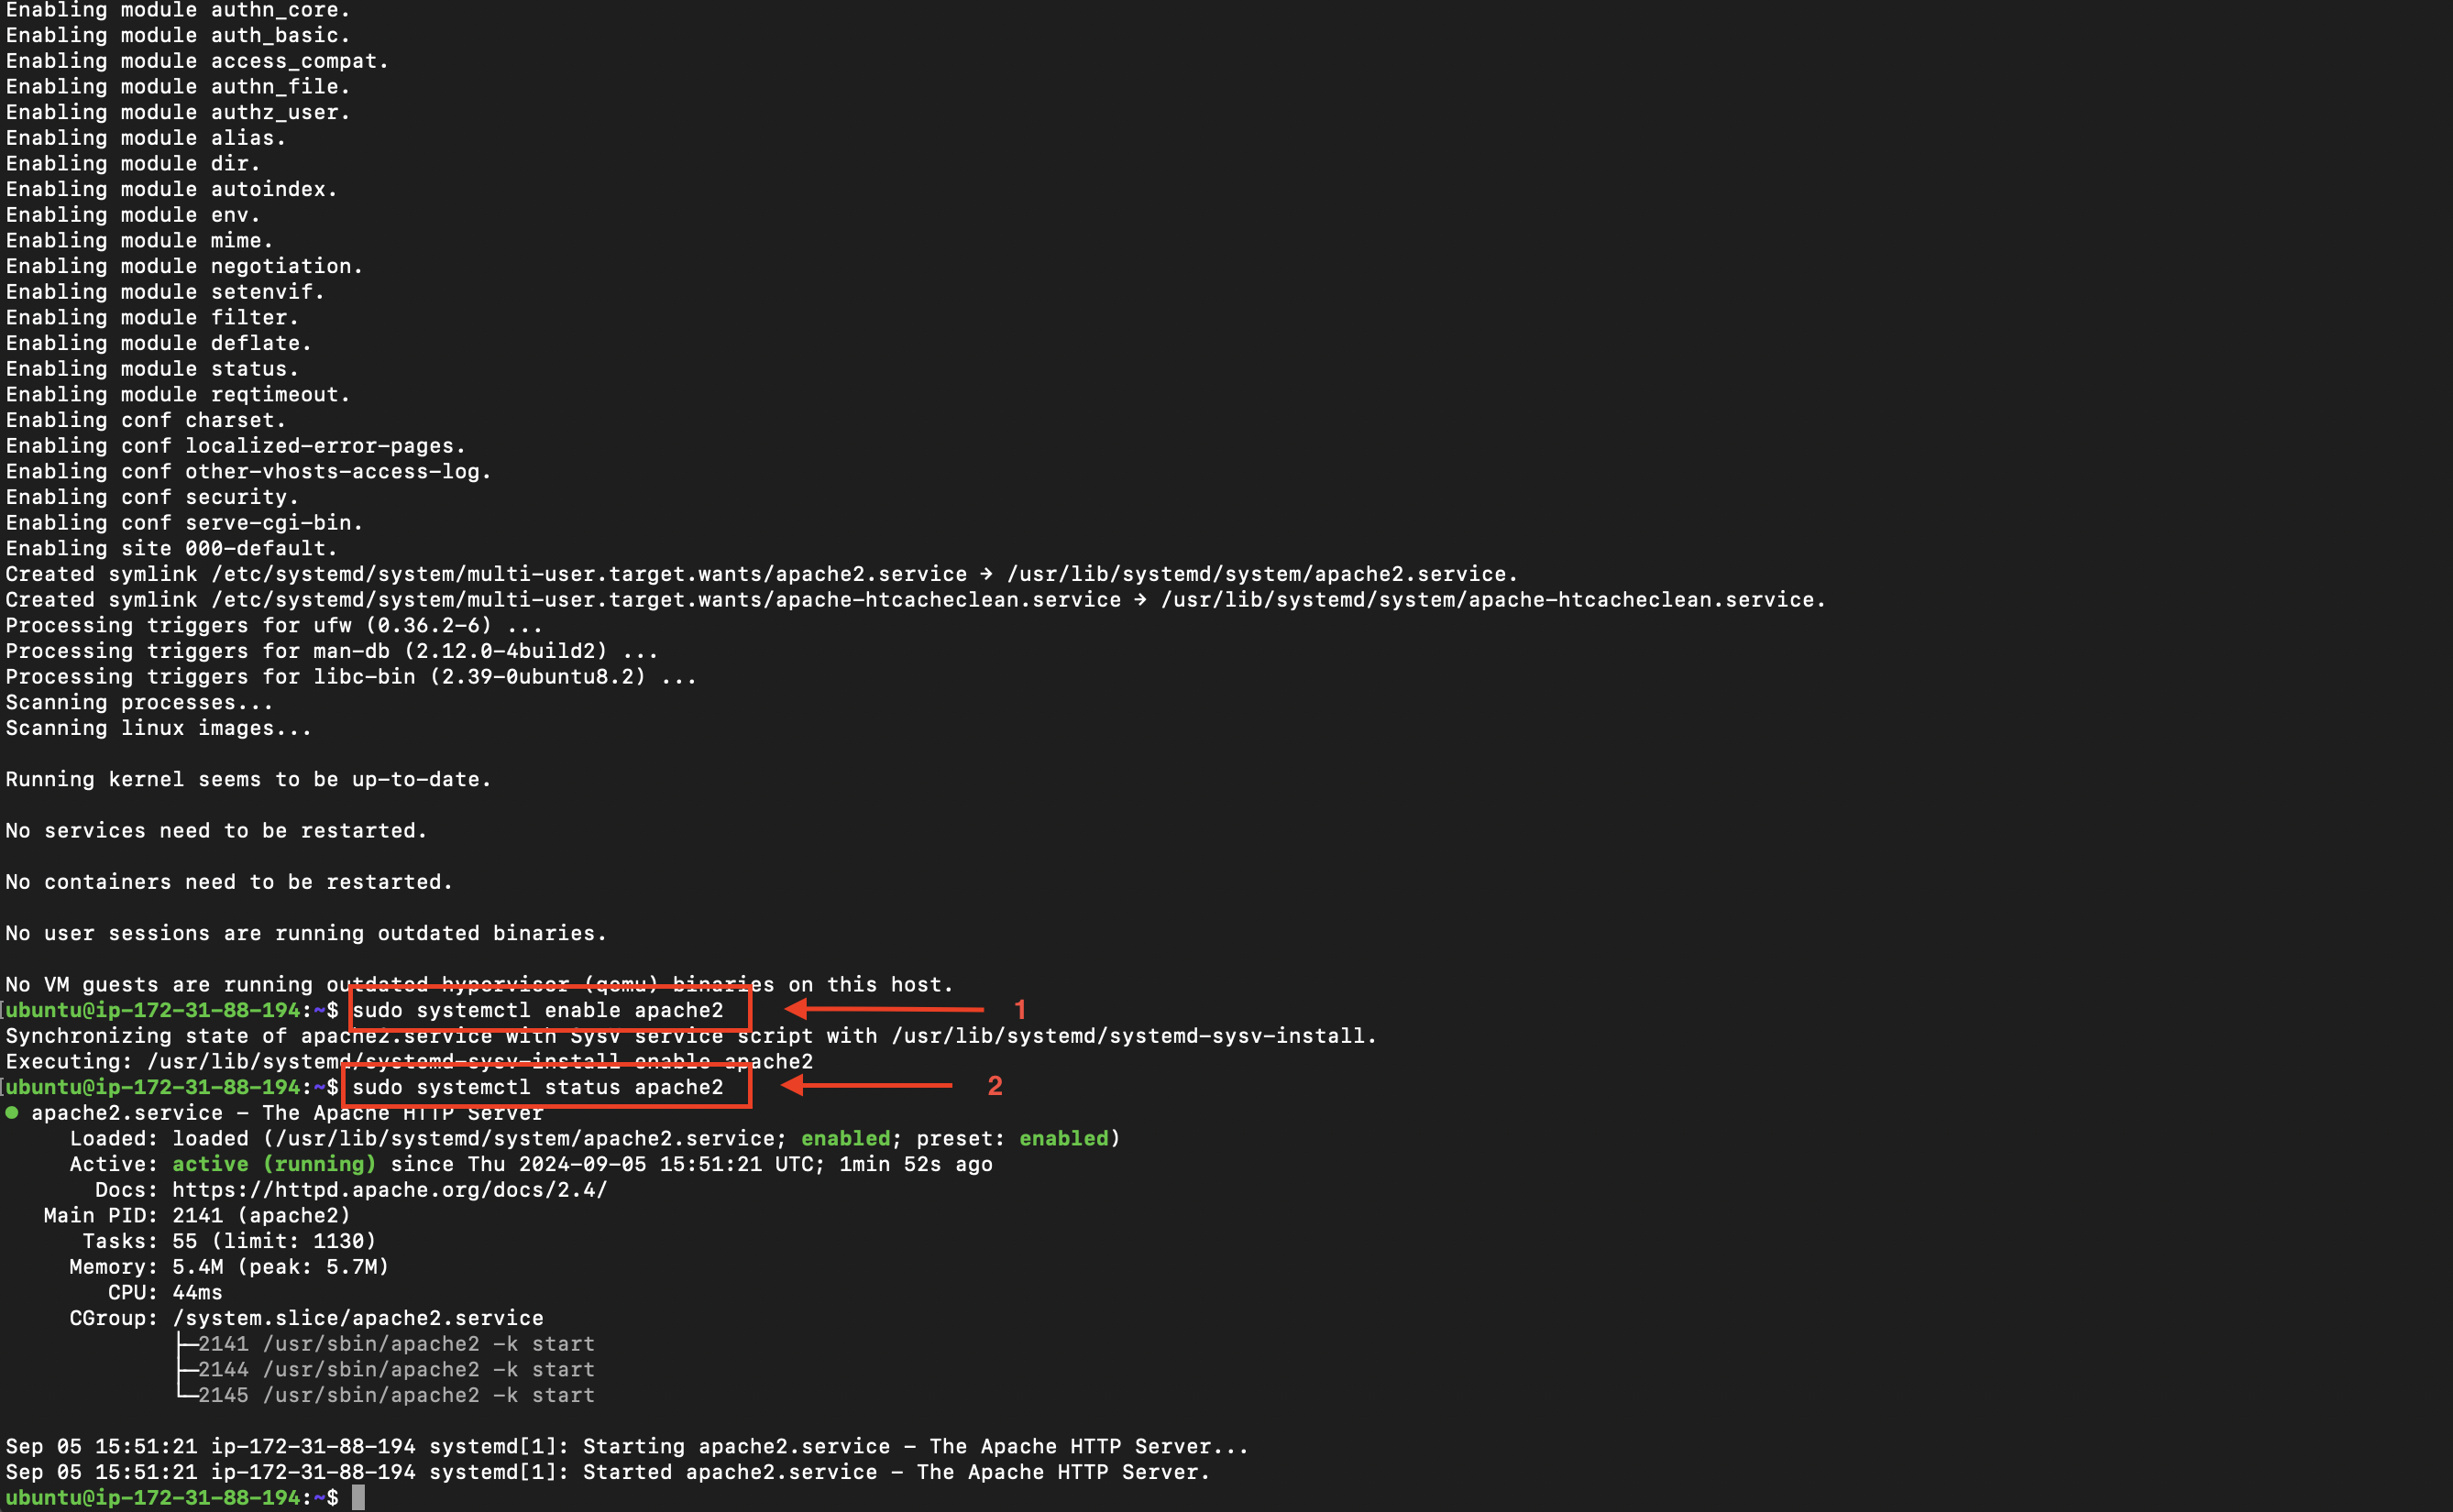 Enabling module authn_core.
Enabling module auth_basic.
Enabling module access_compat.
Enabling module authn_file.
Enabling module authz_user.
Enabling module alias.
Enabling module dir.
Enabling module autoindex.
Enabling module env.
Enabling module mime.
Enabling module negotiation.
Enabling module setenvif.
Enabling module filter.
Enabling module deflate.
Enabling module status.
Enabling module reqtimeout.
Enabling conf charset.
Enabling conf localized-error-pages.
Enabling conf other-vhosts-access-log.
Enabling conf security.
Enabling conf serve-cgi-bin.
Enabling site 000-default.
Created symlink /etc/systemd/system/multi-user.target.wants/apache2.service → /usr/lib/systemd/system/apache2.service.
Created symlink /etc/systemd/system/multi-user.target.wants/apache-htcacheclean.service → /usr/lib/systemd/system/apache-htcacheclean.service.
Processing triggers for ufw (0.36.2-6) ...
Processing triggers for man-db (2.12.0-4build2) ...
Processing triggers for libc-bin (2.39-0ubuntu8.2) ...
Scanning processes...
Scanning linux images...
Running kernel seems to be up-to-date.
No services need to be restarted.
No containers need to be restarted.
No user sessions are running outdated binaries.
No VM guests are running outdated hypervisor (qemu) binaries on this host.
[ubuntu@ip-172-31-88-194:~$ sudo systemctl enable apache2 1
Synchronizing state of apache2.service with SysV service script with /usr/lib/systemd/systemd-sysv-install.
Executing: /usr/lib/systemd/systemd-sysv-install enable apache2
[ubuntu@ip-172-31-88-194:~$ sudo systemctl status apache2 2
● apache2.service - The Apache HTTP Server
Loaded: loaded (/usr/lib/systemd/system/apache2.service; enabled; preset: enabled)
Active: active (running) since Thu 2024-09-05 15:51:21 UTC; 1min 52s ago
Docs: https://httpd.apache.org/docs/2.4/
Main PID: 2141 (apache2)
Tasks: 55 (limit: 1130)
Memory: 5.4M (peak: 5.7M)
CPU: 44ms
CGroup: /system.slice/apache2.service
├─2141 /usr/sbin/apache2 -k start
├─2144 /usr/sbin/apache2 -k start
└─2145 /usr/sbin/apache2 -k start
Sep 05 15:51:21 ip-172-31-88-194 systemd[1]: Starting apache2.service - The Apache HTTP Server...
Sep 05 15:51:21 ip-172-31-88-194 systemd[1]: Started apache2.service - The Apache HTTP Server.
ubuntu@ip-172-31-88-194:~$